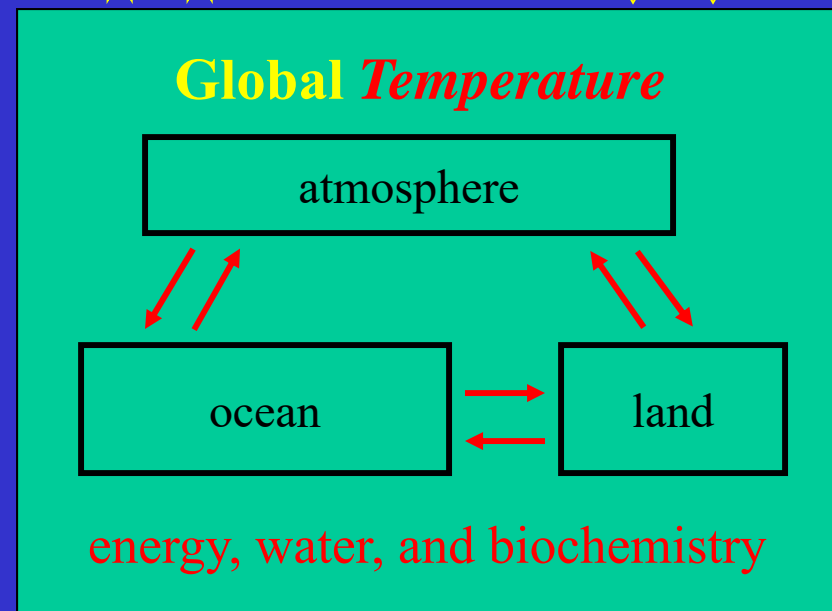 Global Temperature
atmosphere
ocean land
energy, water, and biochemistry